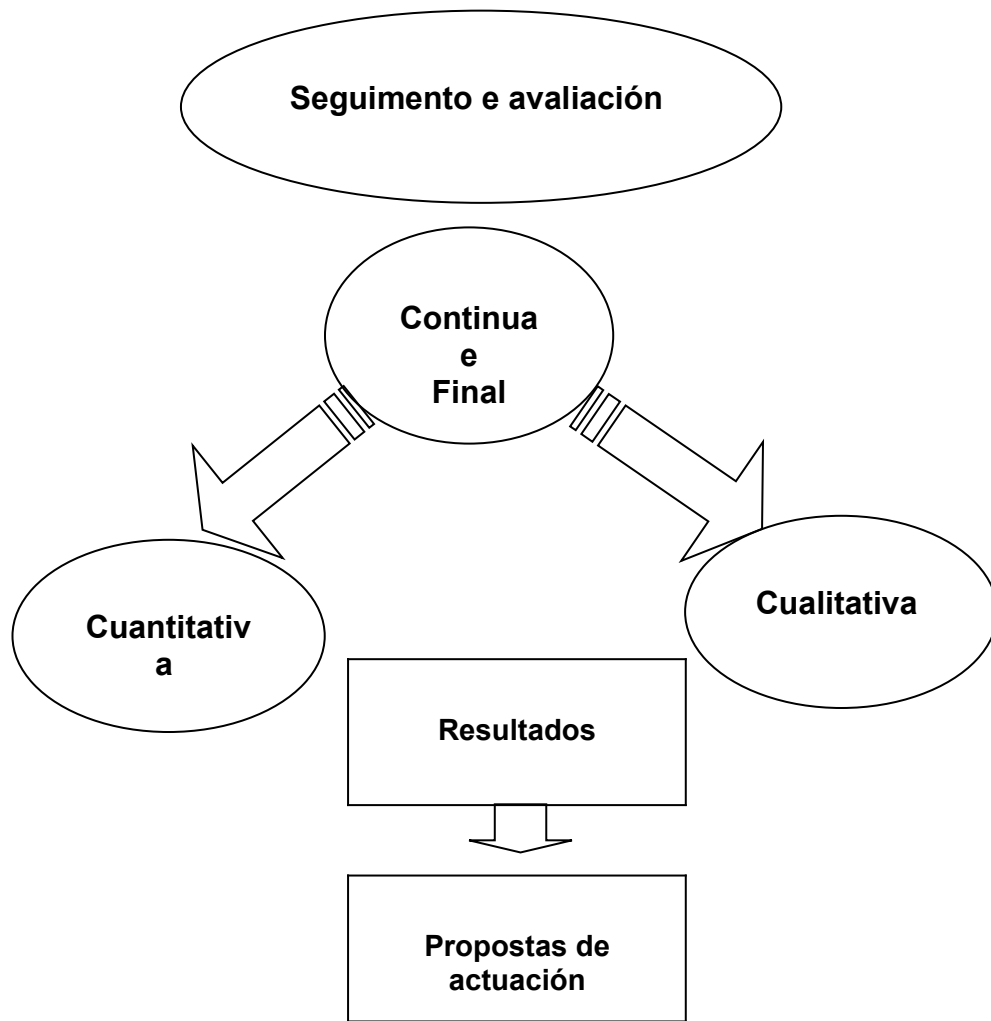 Seguimento e avaliación
Continua
e
Final
Cuantitativ
a
Cualitativa
Resultados
Propostas de
actuación